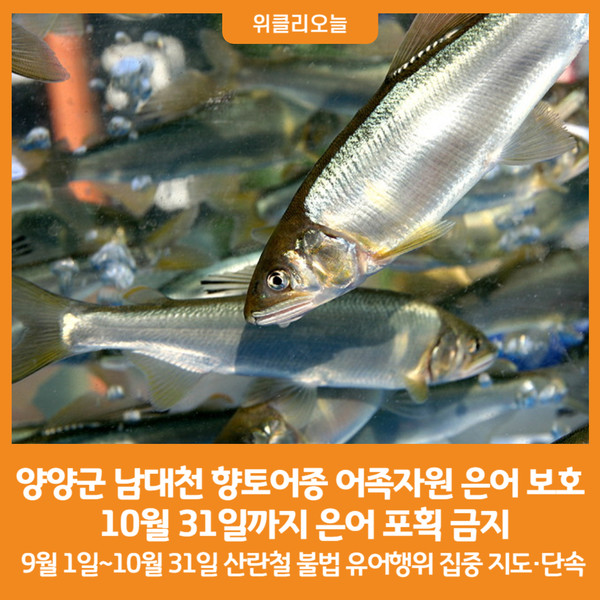 위클리오늘
양양군 남대천 향토어종 어족자원 은어 보호
10월 31일까지 은어 포획 금지
9월 1일~10월 31일 산란철 불법 유어행위 집중 지도·단속